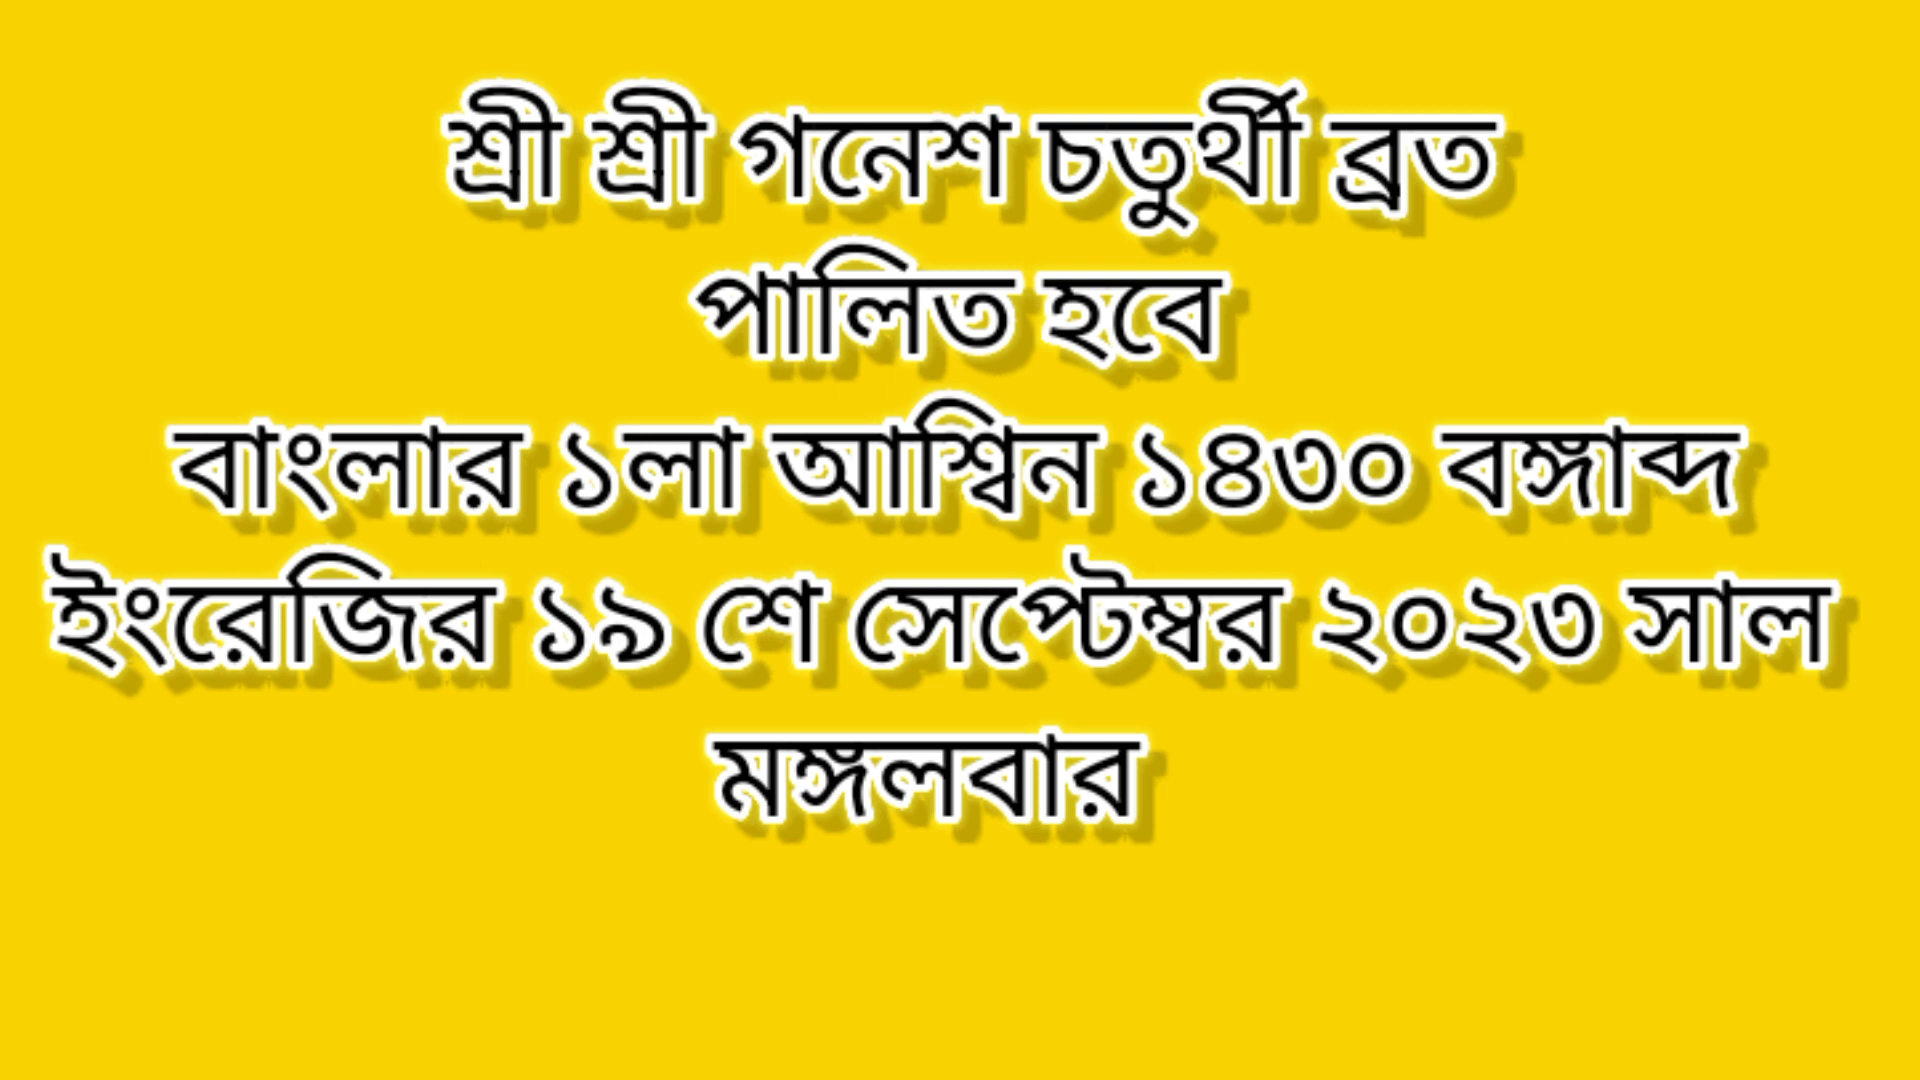 শ্রী শ্রী গনেশ চতুর্থী ব্রত
পালিত হবে
বাংলার ১লা আশ্বিন ১৪৩০ বঙ্গাব্দ
ইংরেজির ১৯ শে সেপ্টেম্বর ২০২৩ সাল
মঙ্গলবার